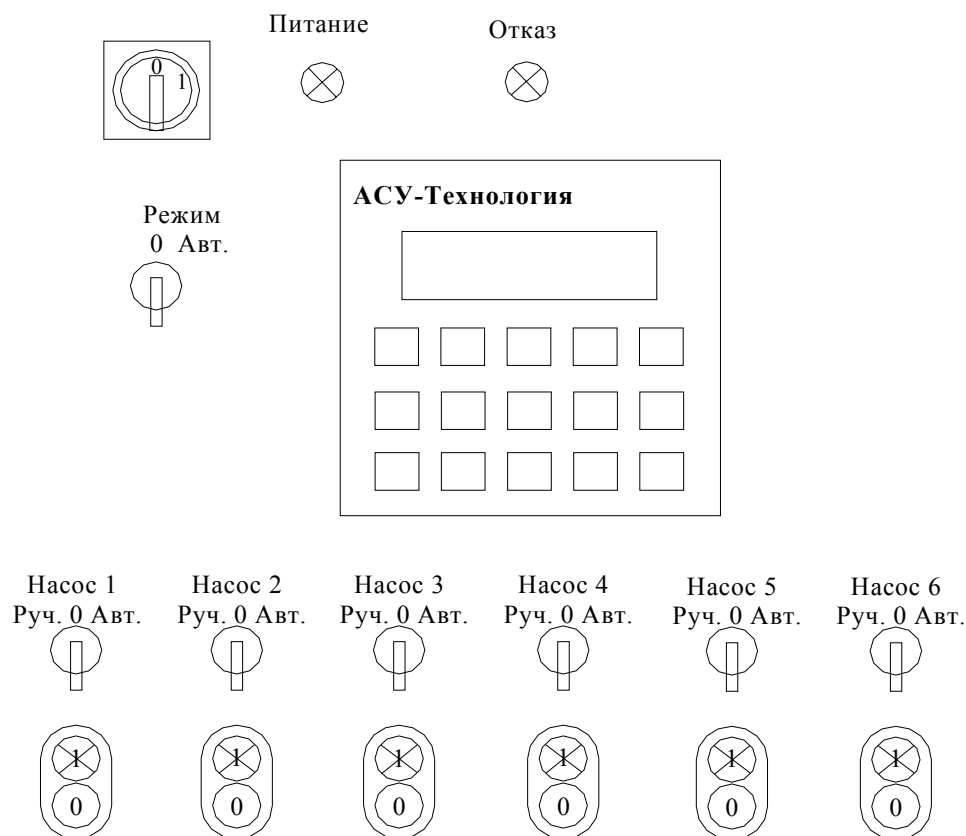 Питание Отказ
0 1
АСУ-Технология
Режим
0 Авт.
Насос 1 Насос 2 Насос 3 Насос 4 Насос 5 Насос 6
Руч. 0 Авт. Руч. 0 Авт. Руч. 0 Авт. Руч. 0 Авт. Руч. 0 Авт. Руч. 0 Авт.
1 1 1 1 1 1
0 0 0 0 0 0